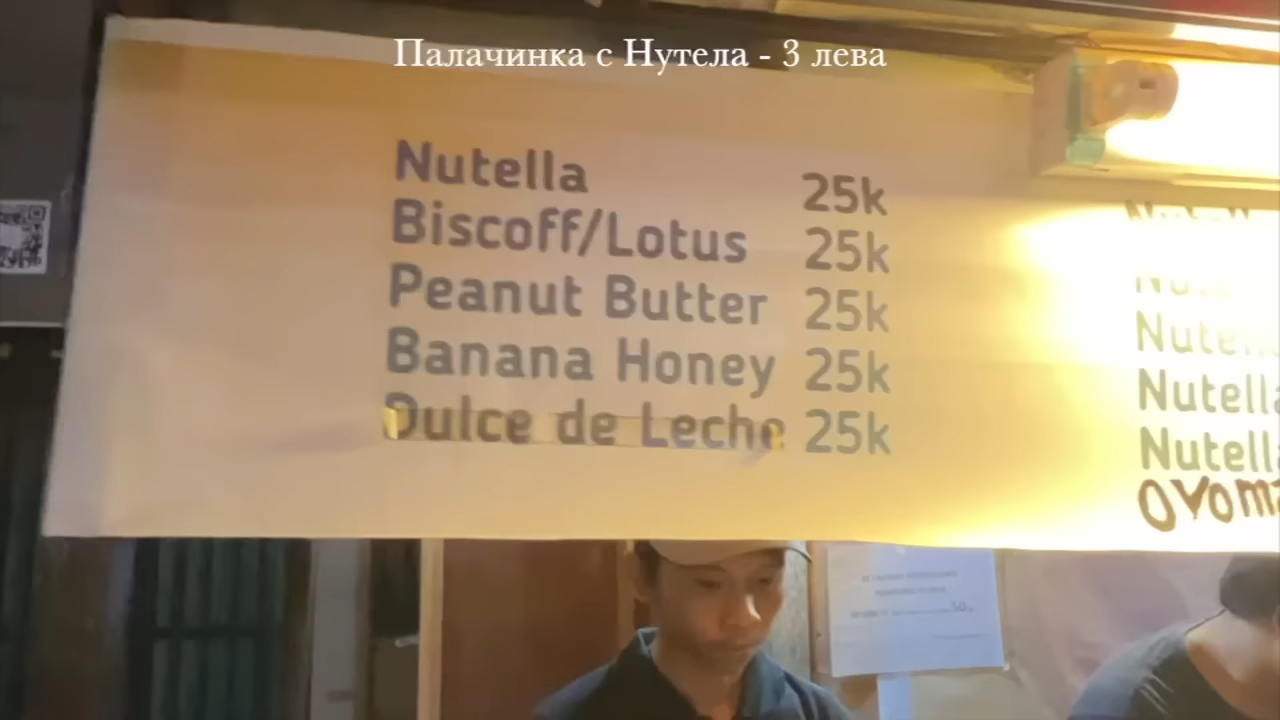 Палачинка с Нутела - 3 лева
Nutella 25k
Biscoff/Lotus 25k
Peanut Butter 25k
Banana Honey 25k
Dulce de Leche 25k
Nutella
Nutella
Nutella